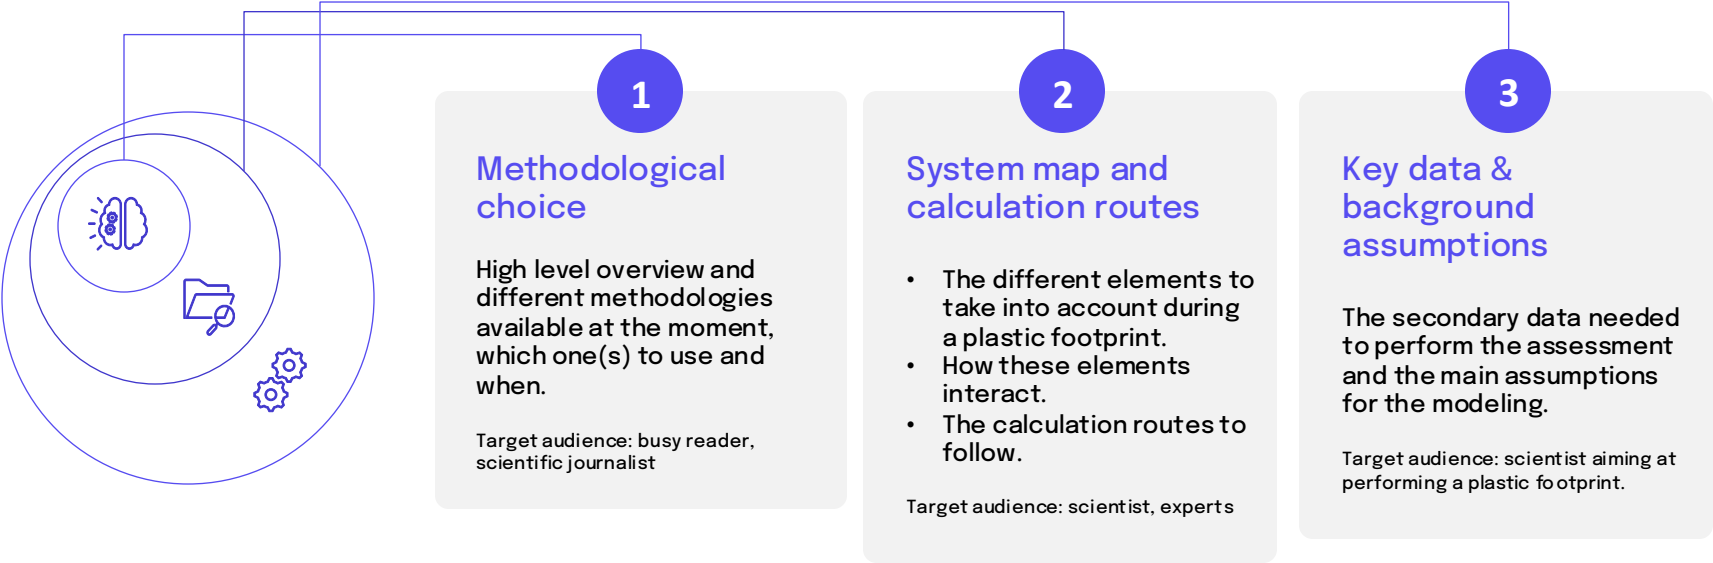 1
Methodological
choice
High level overview and
different methodologies
available at the moment,
which one(s) to use and
when.
Target audience: busy reader,
scientific journalist
2
System map and
calculation routes
• The different elements to
take into account during
a plastic footprint.
• How these elements
interact.
• The calculation routes to
follow.
Target audience: scientist, experts
3
Key data &
background
assumptions
The secondary data needed
to perform the assessment
and the main assumptions
for the modeling.
Target audience: scientist aiming at
performing a plastic footprint.